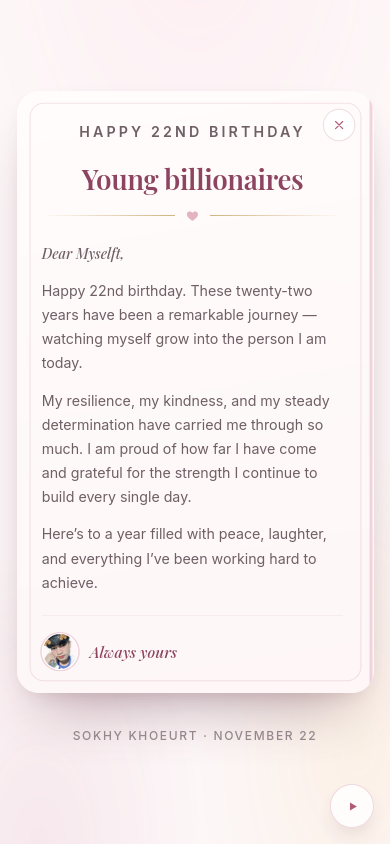 HAPPY 22ND BIRTHDAY
Young billionaires
Dear Myselft,
Happy 22nd birthday. These twenty-two
years have been a remarkable journey —
watching myself grow into the person I am
today.
My resilience, my kindness, and my steady
determination have carried me through so
much. I am proud of how far I have come
and grateful for the strength I continue to
build every single day.
Here’s to a year filled with peace, laughter,
and everything I’ve been working hard to
achieve.
Always yours
SOKHY KHOEURT · NOVEMBER 22